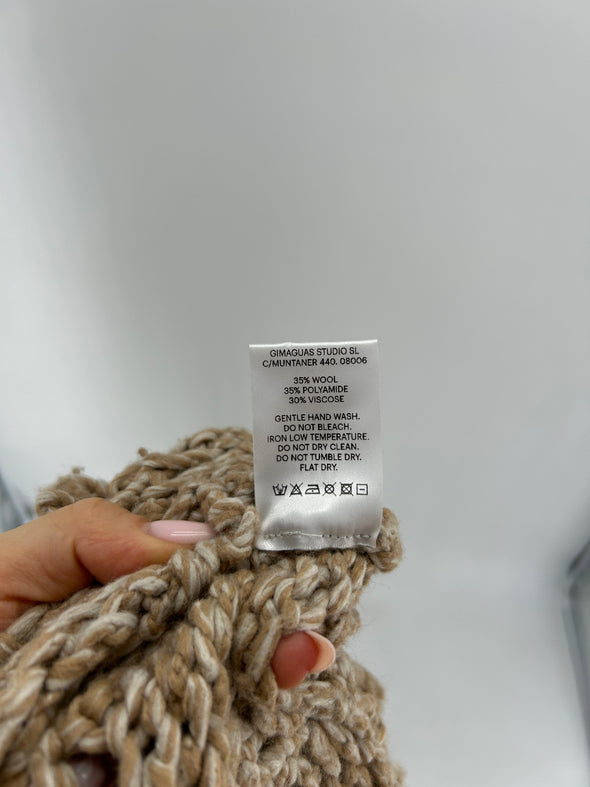 GIMAGUAS STUDIO SL
C/MUNTANER 440. 08006
35% WOOL
35% POLYAMIDE
30% VISCOSE
GENTLE HAND WASH.
DO NOT BLEACH.
IRON LOW TEMPERATURE.
DO NOT DRY CLEAN.
DO NOT TUMBLE DRY.
FLAT DRY.